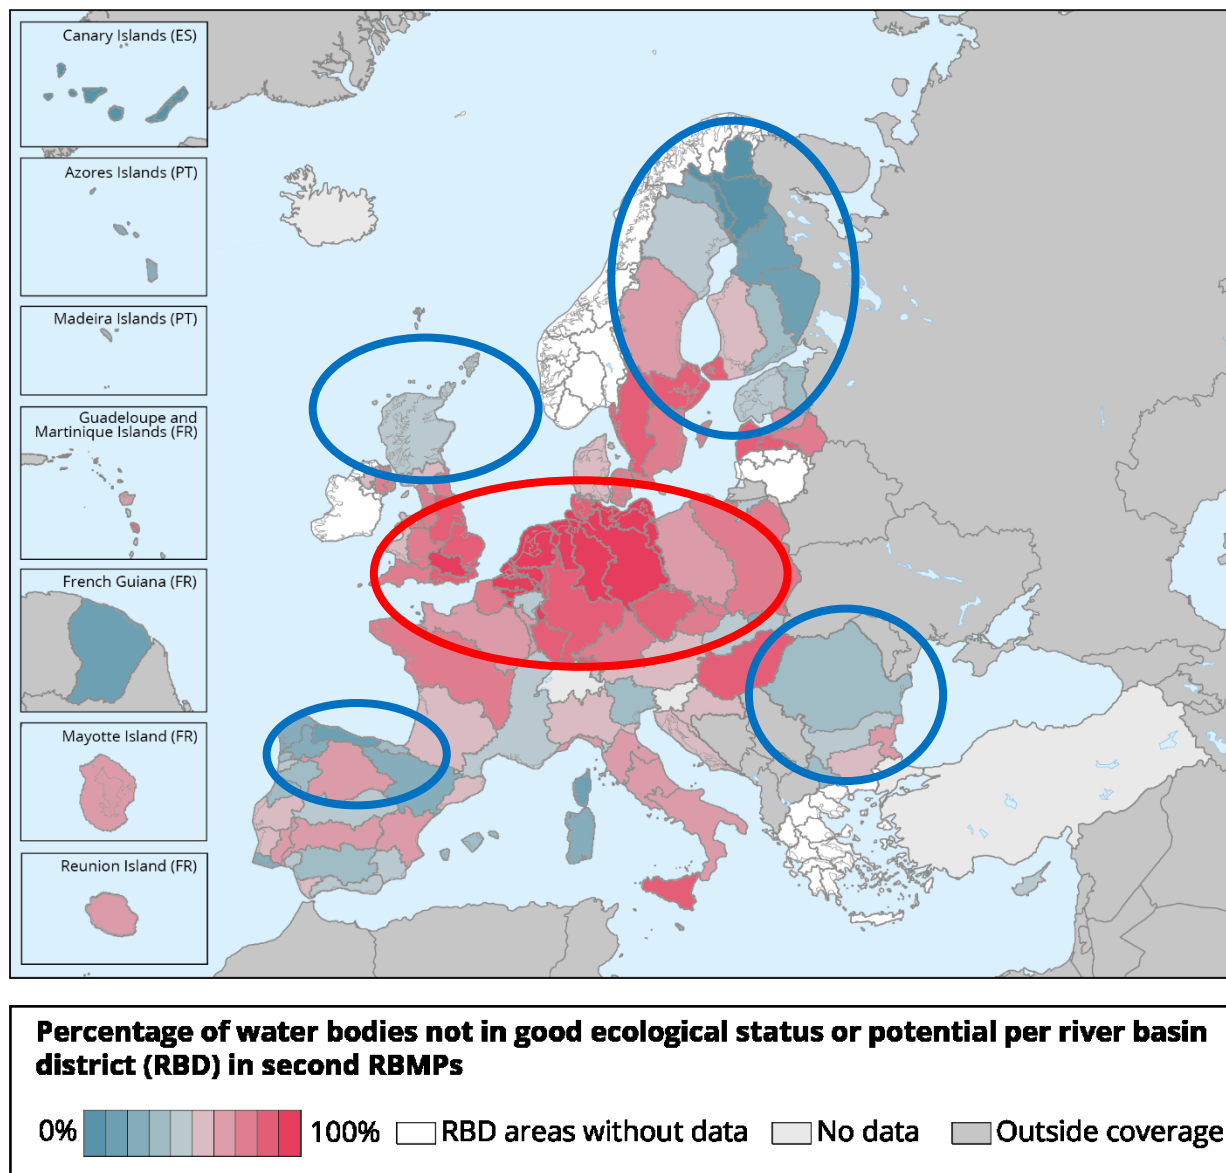 Canary Islands (ES)
Azores Islands (PT)
Madeira Islands (PT)
Guadeloupe and
Martinique Islands (FR)
French Guiana (FR)
Mayotte Island (FR)
Reunion Island (FR)
Percentage of water bodies not in good ecological status or potential per river basin
district (RBD) in second RBMPs
0% 100% RBD areas without data No data Outside coverage